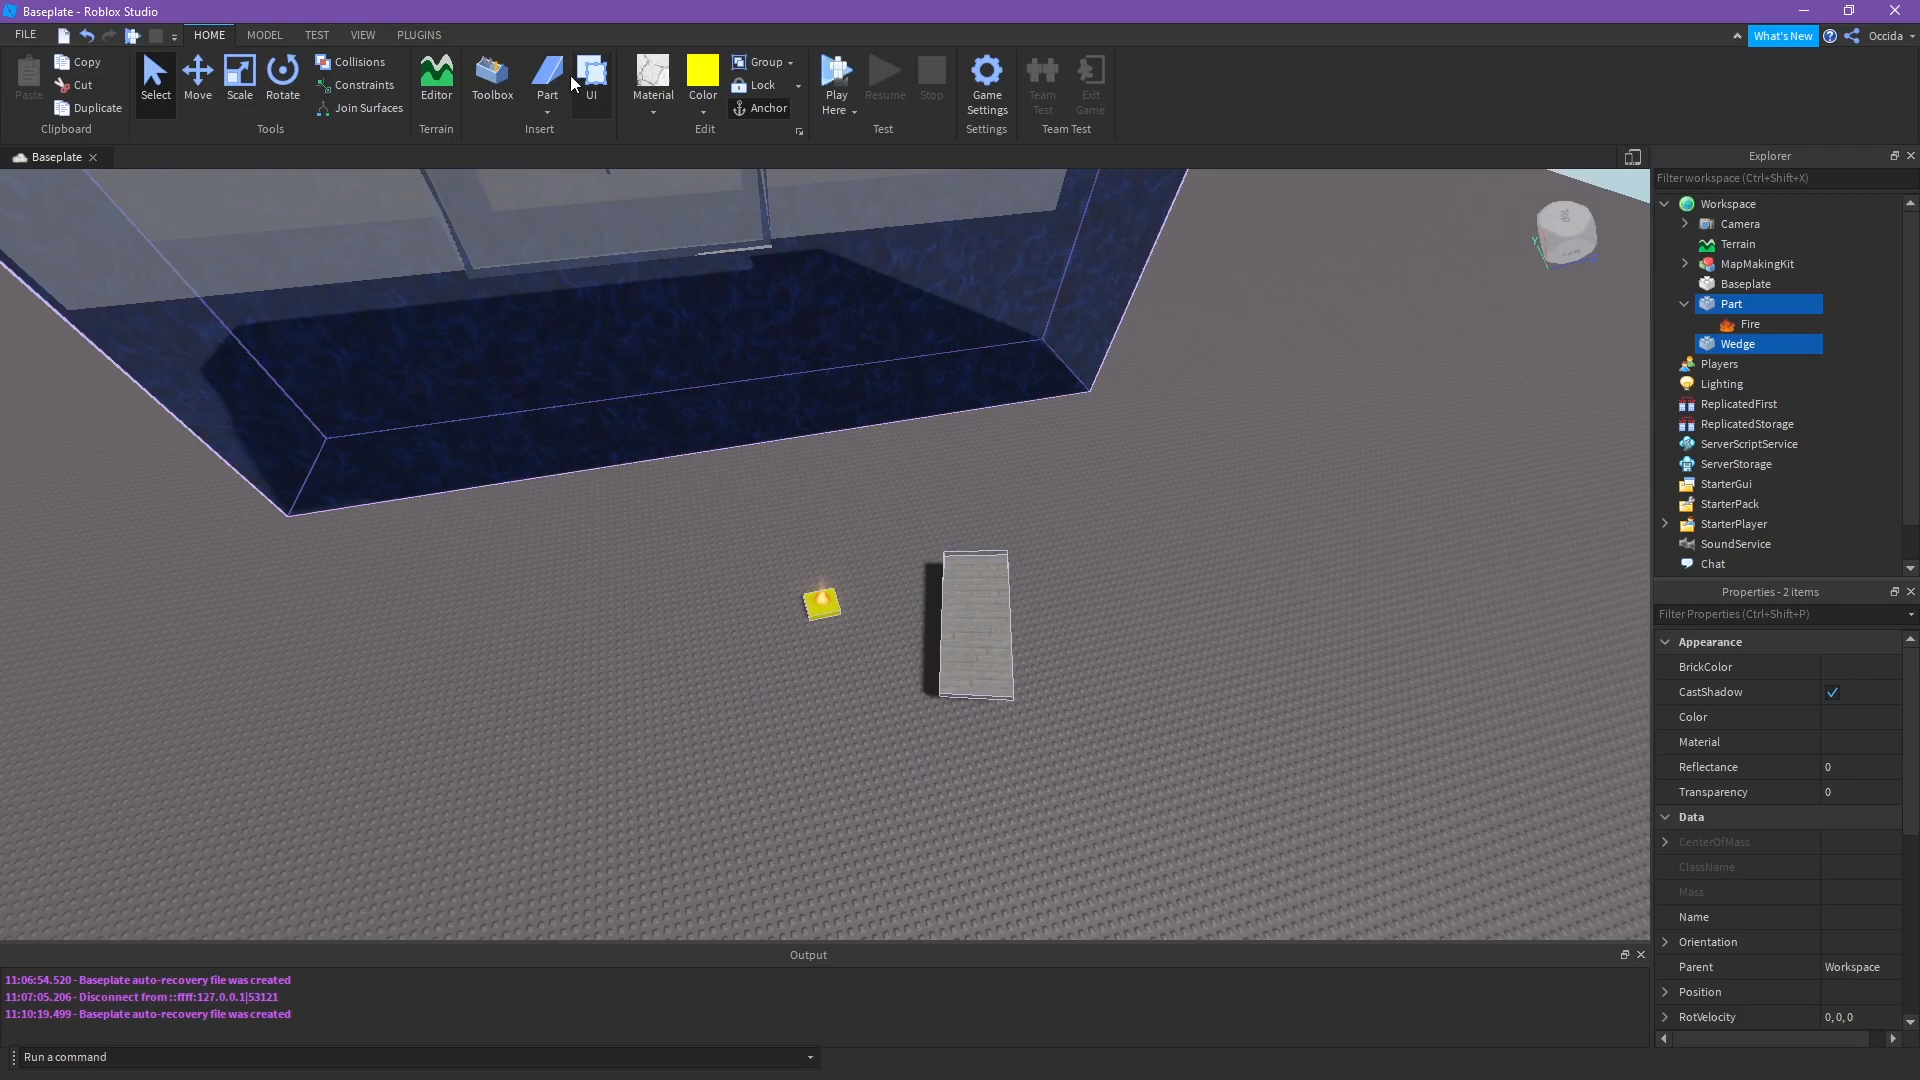 Baseplate - Roblox Studio
FILE
HOME
MODEL
TEST
VIEW
PLUGINS
What's New
Occida
Paste
Copy
Cut
Duplicate
Clipboard
Select
Move
Scale
Rotate
Collisions
Constraints
Join Surfaces
Tools
Editor
Terrain
Toolbox
Part
UI
Insert
Material
Color
Group
Lock
Anchor
Edit
Play Here
Resume
Stop
Test
Game Settings
Settings
Team Test
Exit Game
Team Test
Baseplate
TOP
Y
Explorer
Filter workspace (Ctrl+Shift+X)
Workspace
Camera
Terrain
MapMakingKit
Baseplate
Part
Fire
Wedge
Players
Lighting
ReplicatedFirst
ReplicatedStorage
ServerScriptService
ServerStorage
StarterGui
StarterPack
StarterPlayer
SoundService
Chat
Properties - 2 items
Filter Properties (Ctrl+Shift+P)
Appearance
BrickColor
CastShadow
Color
Material
Reflectance 0
Transparency 0
Data
CenterOfMass
ClassName
Mass
Name
Orientation
Parent Workspace
Position
RotVelocity 0, 0, 0
Output
11:06:54.520 - Baseplate auto-recovery file was created
11:07:05.206 - Disconnect from ::ffff:127.0.0.1|53121
11:10:19.499 - Baseplate auto-recovery file was created
Run a command